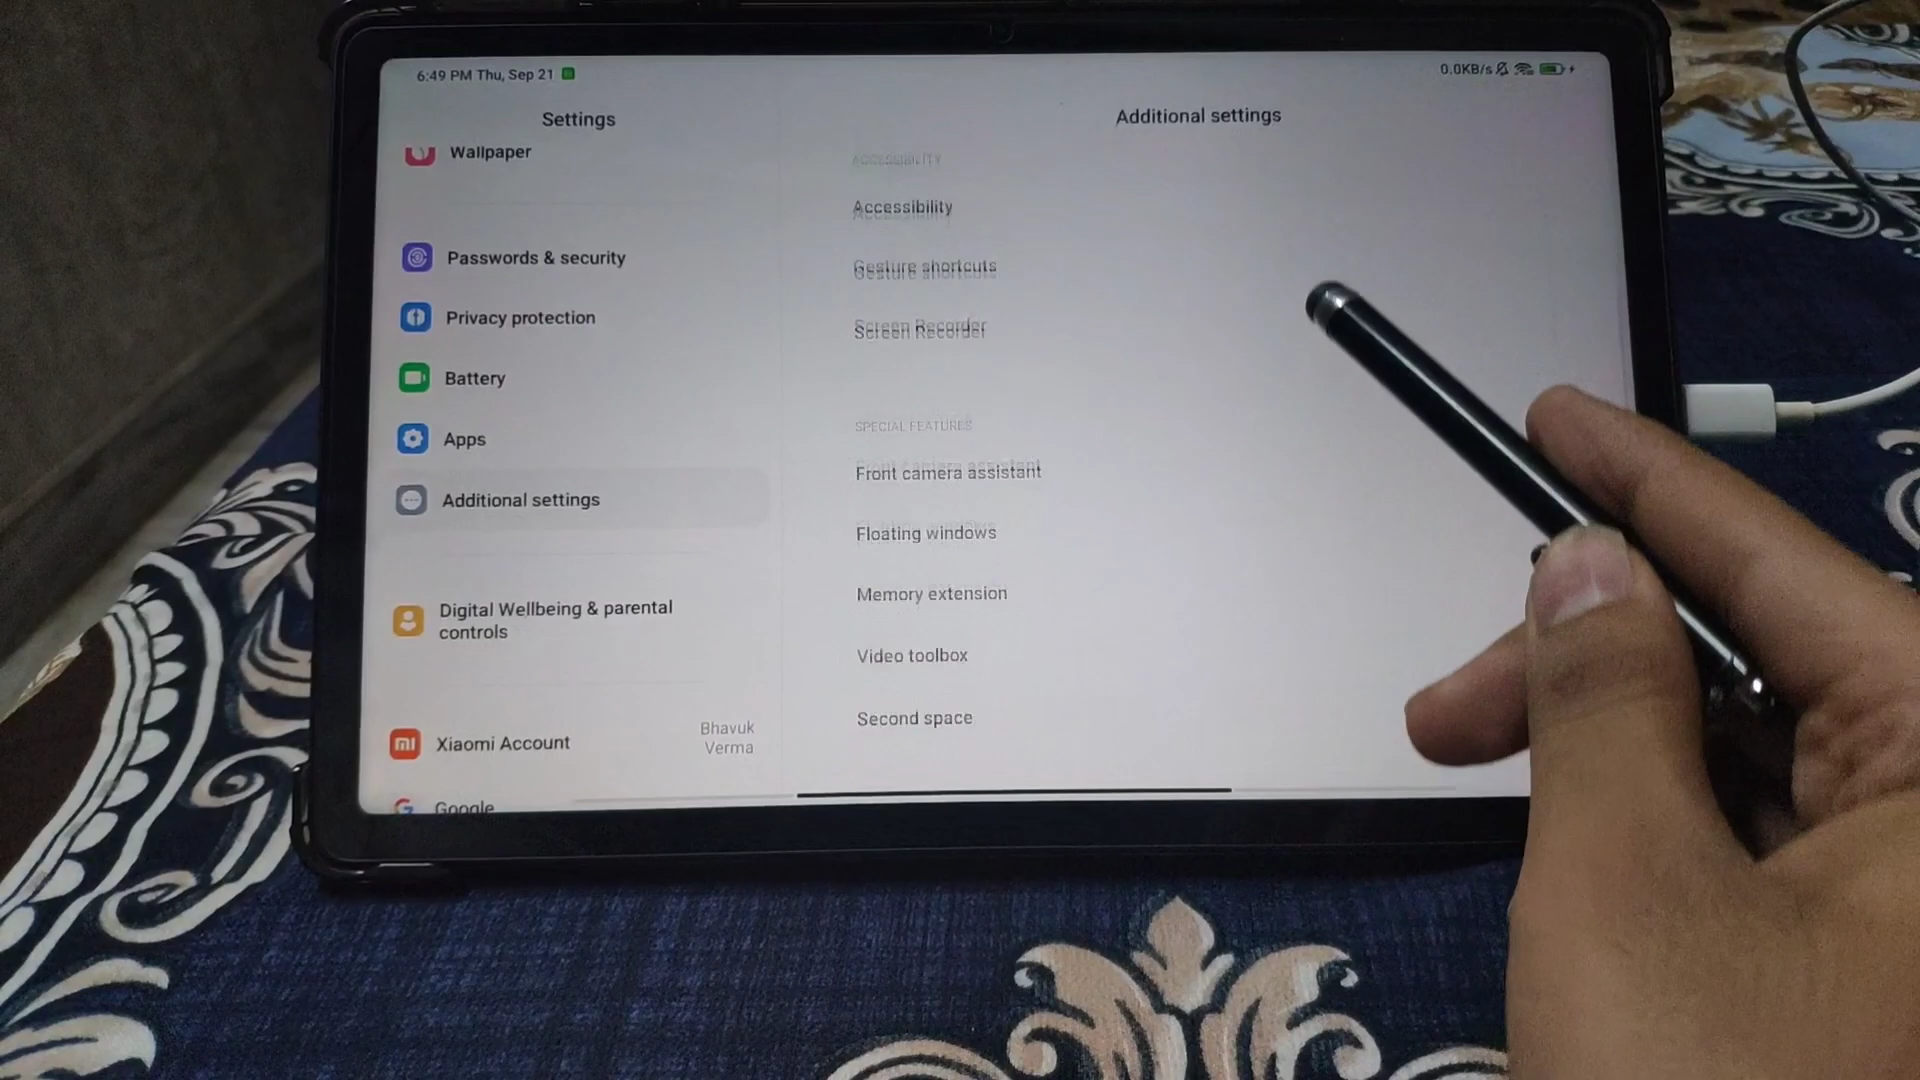 6:49 PM Thu, Sep 21
0.0KB/s
Settings
Wallpaper
Passwords & security
Privacy protection
Battery
Apps
Additional settings
Digital Wellbeing & parental
controls
mi
Xiaomi Account
Bhavuk
Verma
Google
Additional settings
ACCESSIBILITY
Accessibility
Gesture shortcuts
Screen Recorder
SPECIAL FEATURES
Front camera assistant
Floating windows
Memory extension
Video toolbox
Second space